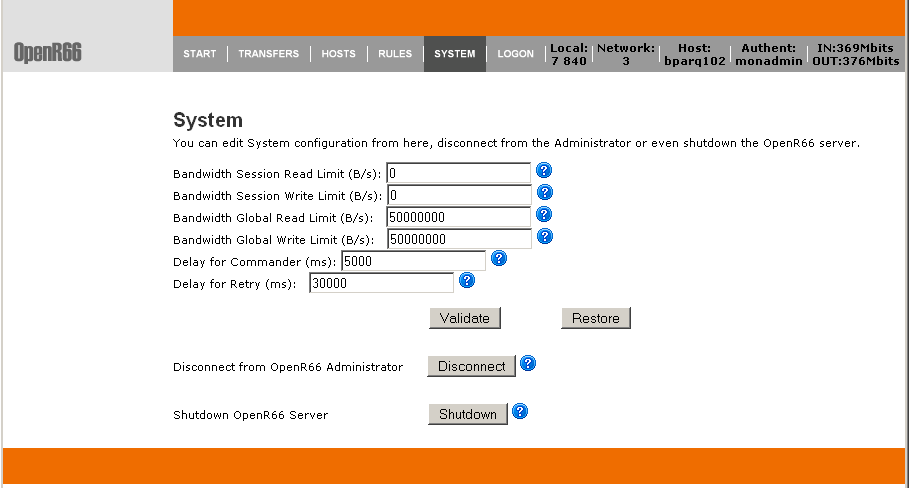 OpenR66
START TRANSFERS HOSTS RULES SYSTEM LOGON Local: Network: Host: Authent: IN:369Mbits
7 840 3 bparq102 monadmin OUT:376Mbits
System
You can edit System configuration from here, disconnect from the Administrator or even shutdown the OpenR66 server.
Bandwidth Session Read Limit (B/s): 0 ?
Bandwidth Session Write Limit (B/s): 0 ?
Bandwidth Global Read Limit (B/s): 50000000 ?
Bandwidth Global Write Limit (B/s): 50000000 ?
Delay for Commander (ms): 5000 ?
Delay for Retry (ms): 30000 ?
Validate Restore
Disconnect from OpenR66 Administrator Disconnect ?
Shutdown OpenR66 Server Shutdown ?